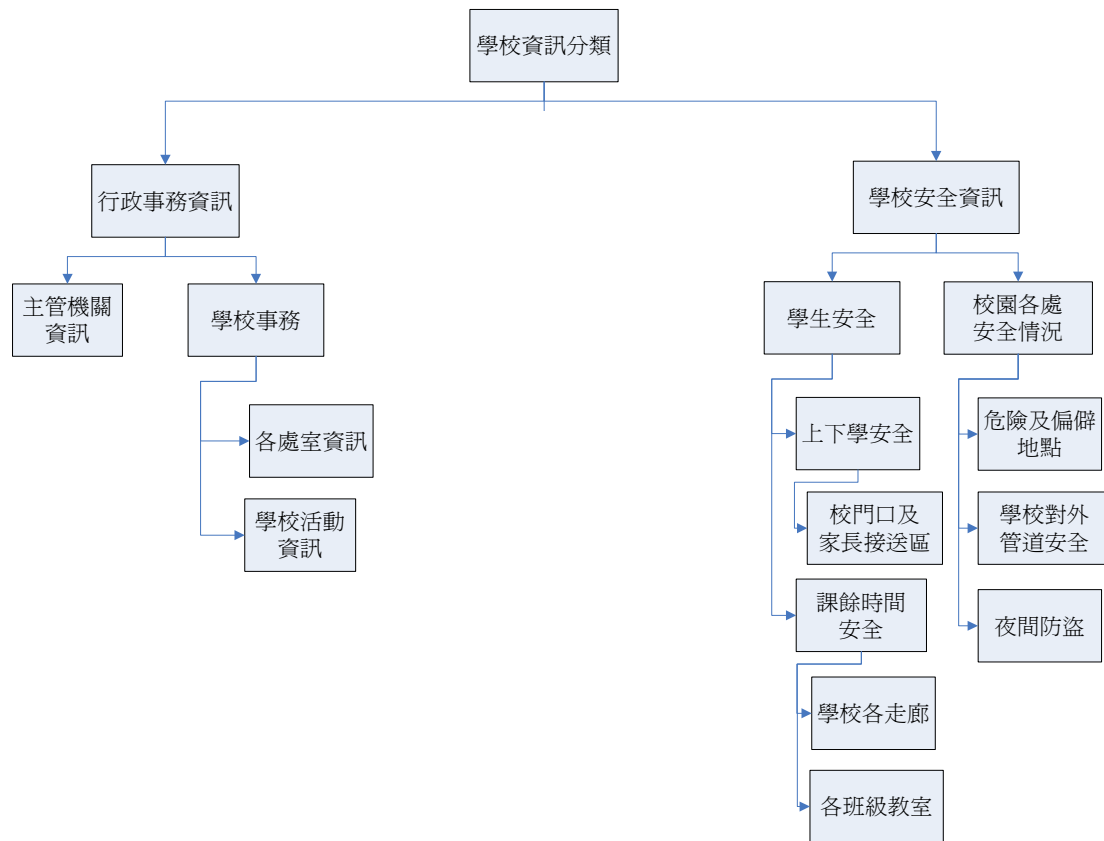 學校資訊分類
行政事務資訊
學校安全資訊
主管機關
資訊
學校事務
學生安全
校園各處
安全情況
各處室資訊
學校活動
資訊
上下學安全
校門口及
家長接送區
課餘時間
安全
學校各走廊
各班級教室
危險及偏僻
地點
學校對外
管道安全
夜間防盜